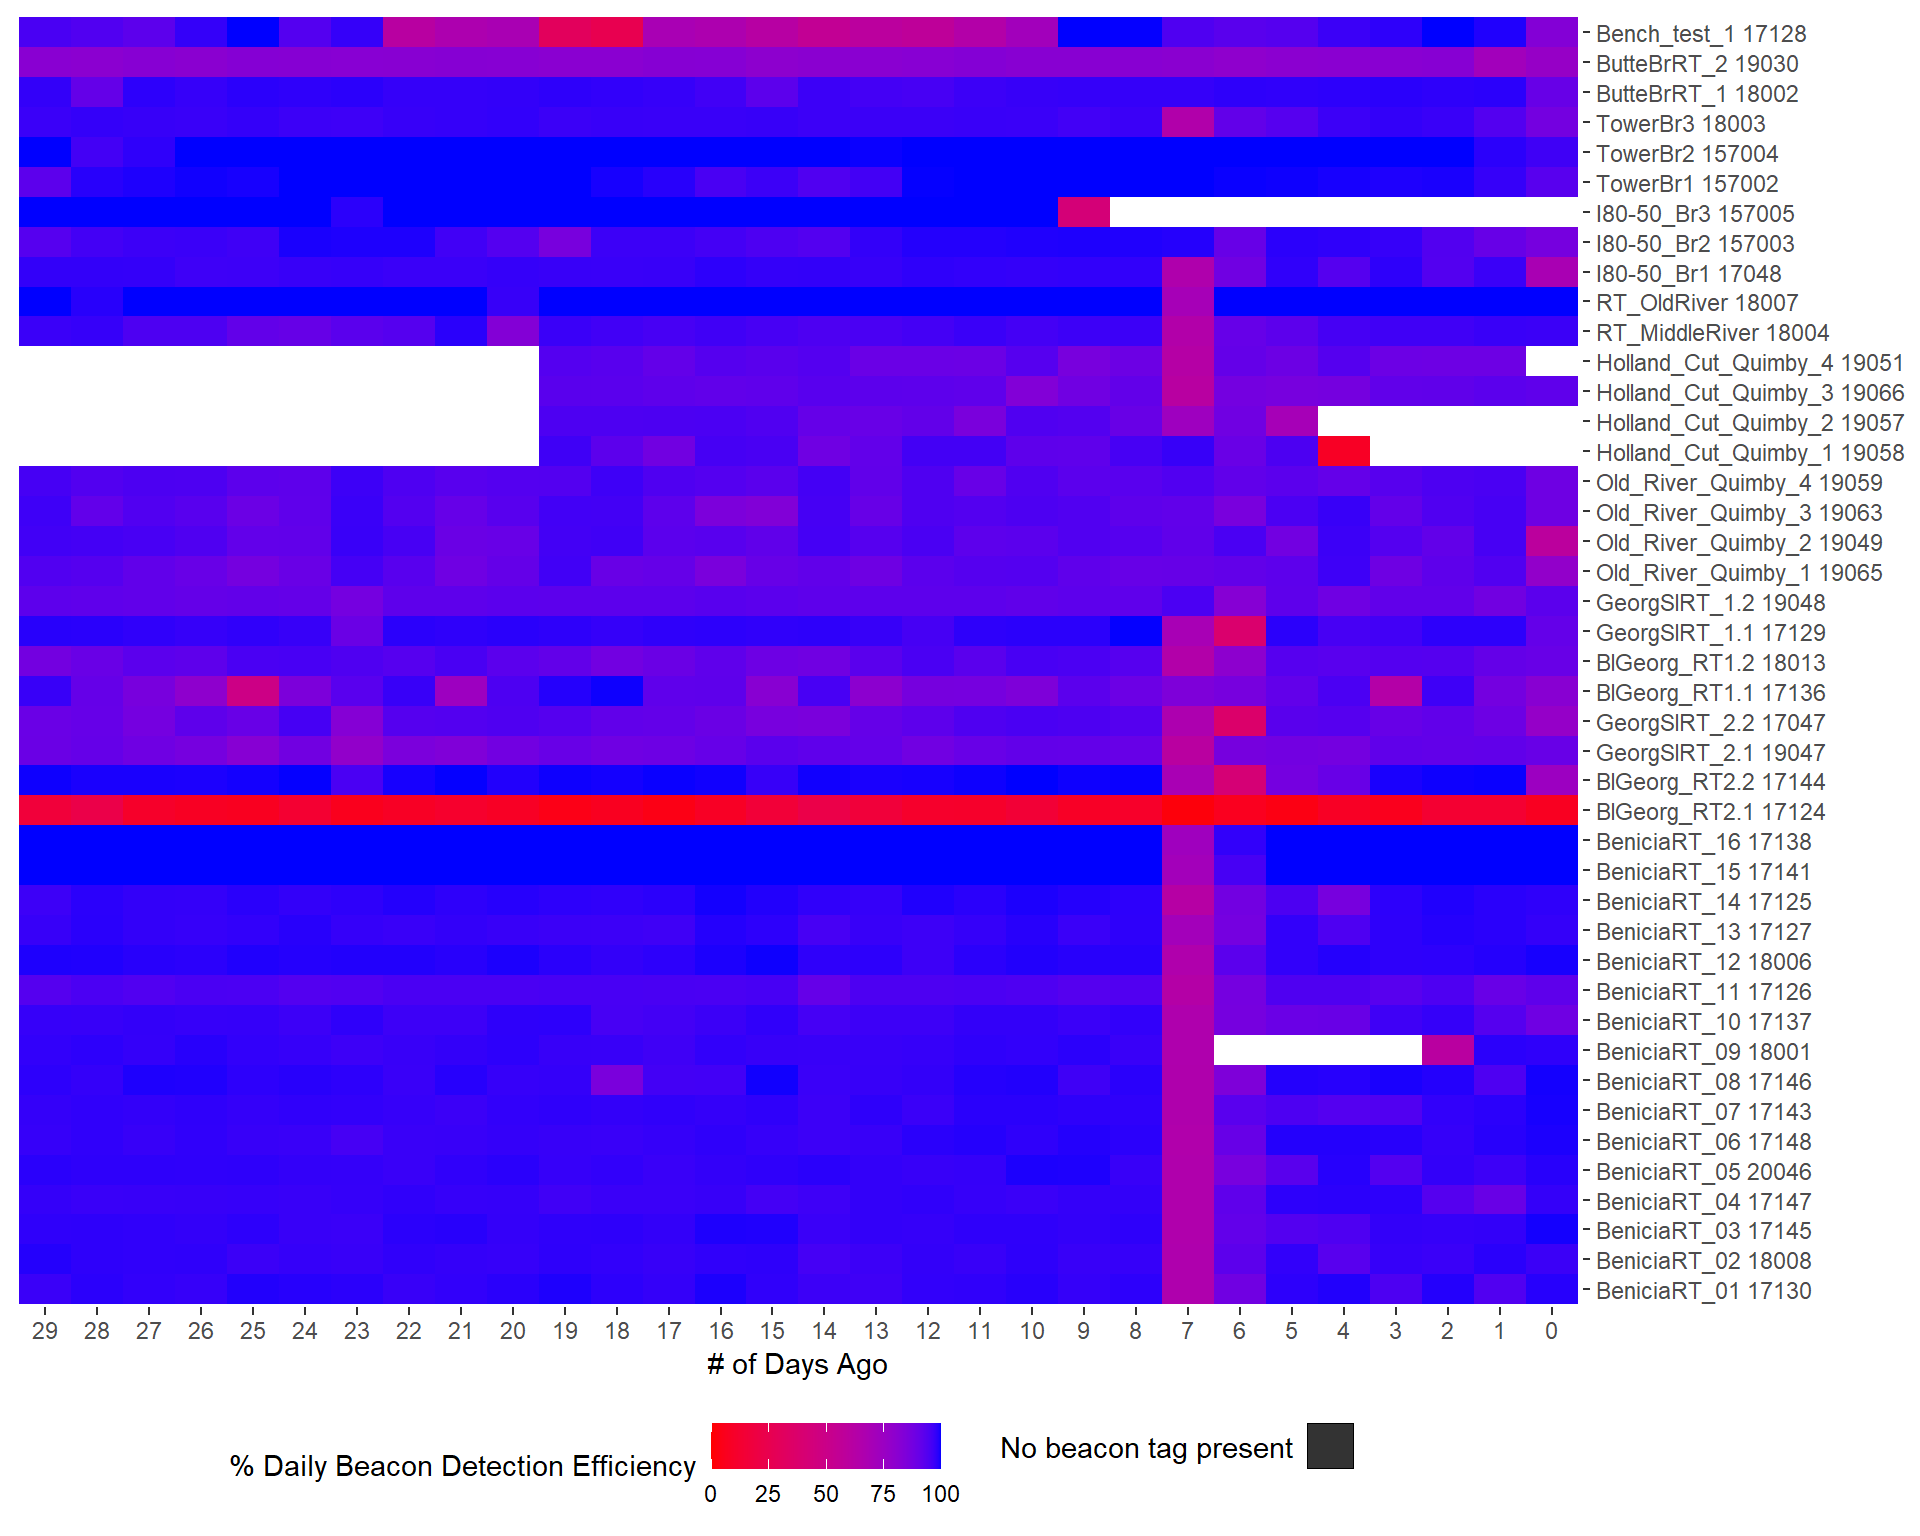 Bench_test_1 17128
ButteBrRT_2 19030
ButteBrRT_1 18002
TowerBr3 18003
TowerBr2 157004
TowerBr1 157002
I80-50_Br3 157005
I80-50_Br2 157003
I80-50_Br1 17048
RT_OldRiver 18007
RT_MiddleRiver 18004
Holland_Cut_Quimby_4 19051
Holland_Cut_Quimby_3 19066
Holland_Cut_Quimby_2 19057
Holland_Cut_Quimby_1 19058
Old_River_Quimby_4 19059
Old_River_Quimby_3 19063
Old_River_Quimby_2 19049
Old_River_Quimby_1 19065
GeorgSlRT_1.2 19048
GeorgSlRT_1.1 17129
BlGeorg_RT1.2 18013
BlGeorg_RT1.1 17136
GeorgSlRT_2.2 17047
GeorgSlRT_2.1 19047
BlGeorg_RT2.2 17144
BlGeorg_RT2.1 17124
BeniciaRT_16 17138
BeniciaRT_15 17141
BeniciaRT_14 17125
BeniciaRT_13 17127
BeniciaRT_12 18006
BeniciaRT_11 17126
BeniciaRT_10 17137
BeniciaRT_09 18001
BeniciaRT_08 17146
BeniciaRT_07 17143
BeniciaRT_06 17148
BeniciaRT_05 20046
BeniciaRT_04 17147
BeniciaRT_03 17145
BeniciaRT_02 18008
BeniciaRT_01 17130
29 28 27 26 25 24 23 22 21 20 19 18 17 16 15 14 13 12 11 10 9 8 7 6 5 4 3 2 1 0
# of Days Ago
% Daily Beacon Detection Efficiency
0 25 50 75 100
No beacon tag present